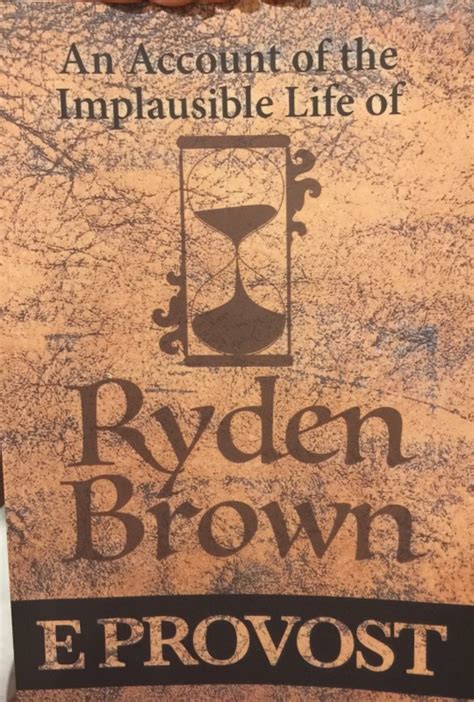 An Account of the
Implausible Life of
Ryden
Brown
E PROVOST